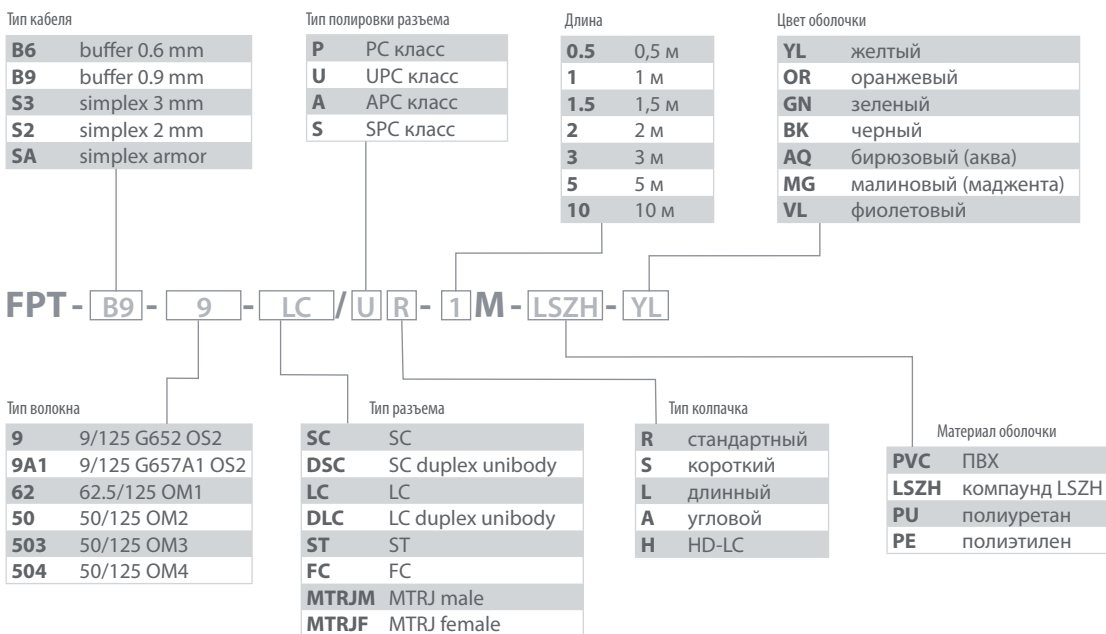 Тип кабеля
B6 buffer 0.6 mm
B9 buffer 0.9 mm
S3 simplex 3 mm
S2 simplex 2 mm
SA simplex armor
Тип полировки разъема
P PC класс
U UPC класс
A APC класс
S SPC класс
Длина
0.5 0,5 м
1 1 м
1.5 1,5 м
2 2 м
3 3 м
5 5 м
10 10 м
Цвет оболочки
YL желтый
OR оранжевый
GN зеленый
BK черный
AQ бирюзовый (аква)
MG малиновый (маджента)
VL фиолетовый
FPT - B9 - 9 - LC / U R - 1 M - LSZH - YL
Тип волокна
9 9/125 G652 OS2
9A1 9/125 G657A1 OS2
62 62.5/125 OM1
50 50/125 OM2
503 50/125 OM3
504 50/125 OM4
Тип разъема
SC SC
DSC SC duplex unibody
LC LC
DLC LC duplex unibody
ST ST
FC FC
MTRJM MTRJ male
MTRJF MTRJ female
Тип колпачка
R стандартный
S короткий
L длинный
A угловой
H HD-LC
Материал оболочки
PVC ПВХ
LSZH компаунд LSZH
PU полиуретан
PE полиэтилен